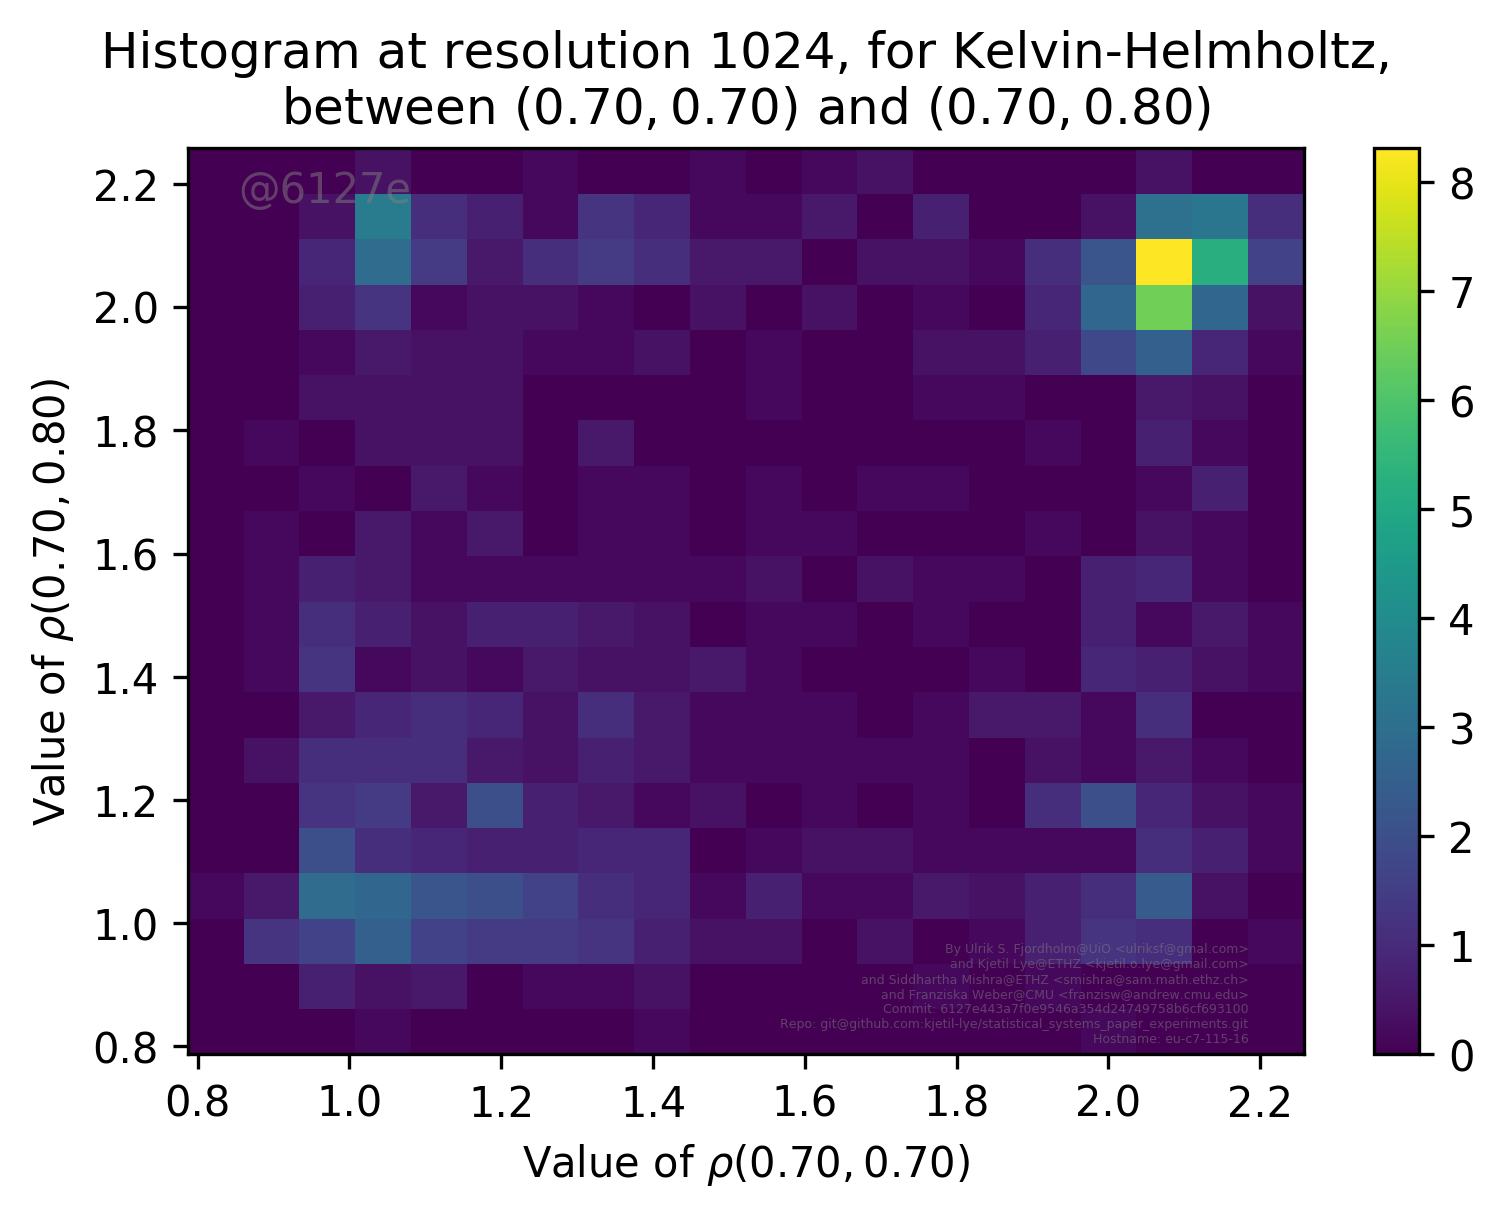 Histogram at resolution 1024, for Kelvin-Helmholtz,
between (0.70, 0.70) and (0.70, 0.80)
@6127e
2.2
2.0
1.8
1.6
1.4
1.2
1.0
0.8
Value of ρ(0.70, 0.80)
0.8 1.0 1.2 1.4 1.6 1.8 2.0 2.2
Value of ρ(0.70, 0.70)
8
7
6
5
4
3
2
1
0
By Ulrik S. Fjordholm@UiO <ulriksf@gmal.com>
and Kjetil Lye@ETHZ <kjetil.o.lye@gmail.com>
and Siddhartha Mishra@ETHZ <smishra@sam.math.ethz.ch>
and Franziska Weber@CMU <franzisw@andrew.cmu.edu>
Commit: 6127e443a7f0e9546a354d24749758b6cf693100
Repo: git@github.com:kjetil-lye/statistical_systems_paper_experiments.git
Hostname: eu-c7-115-16